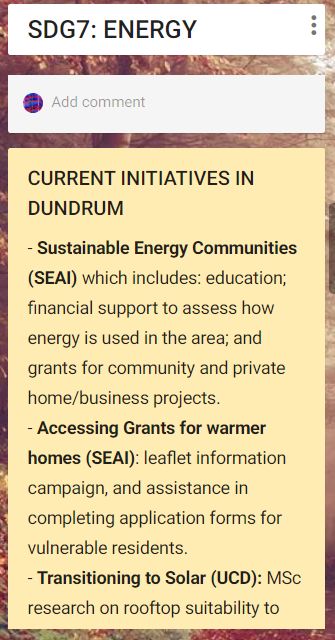 SDG7: ENERGY
Add comment
CURRENT INITIATIVES IN
DUNDRUM
- Sustainable Energy Communities
(SEAI) which includes: education;
financial support to assess how
energy is used in the area; and
grants for community and private
home/business projects.
- Accessing Grants for warmer
homes (SEAI): leaflet information
campaign, and assistance in
completing application forms for
vulnerable residents.
- Transitioning to Solar (UCD): MSc
research on rooftop suitability to